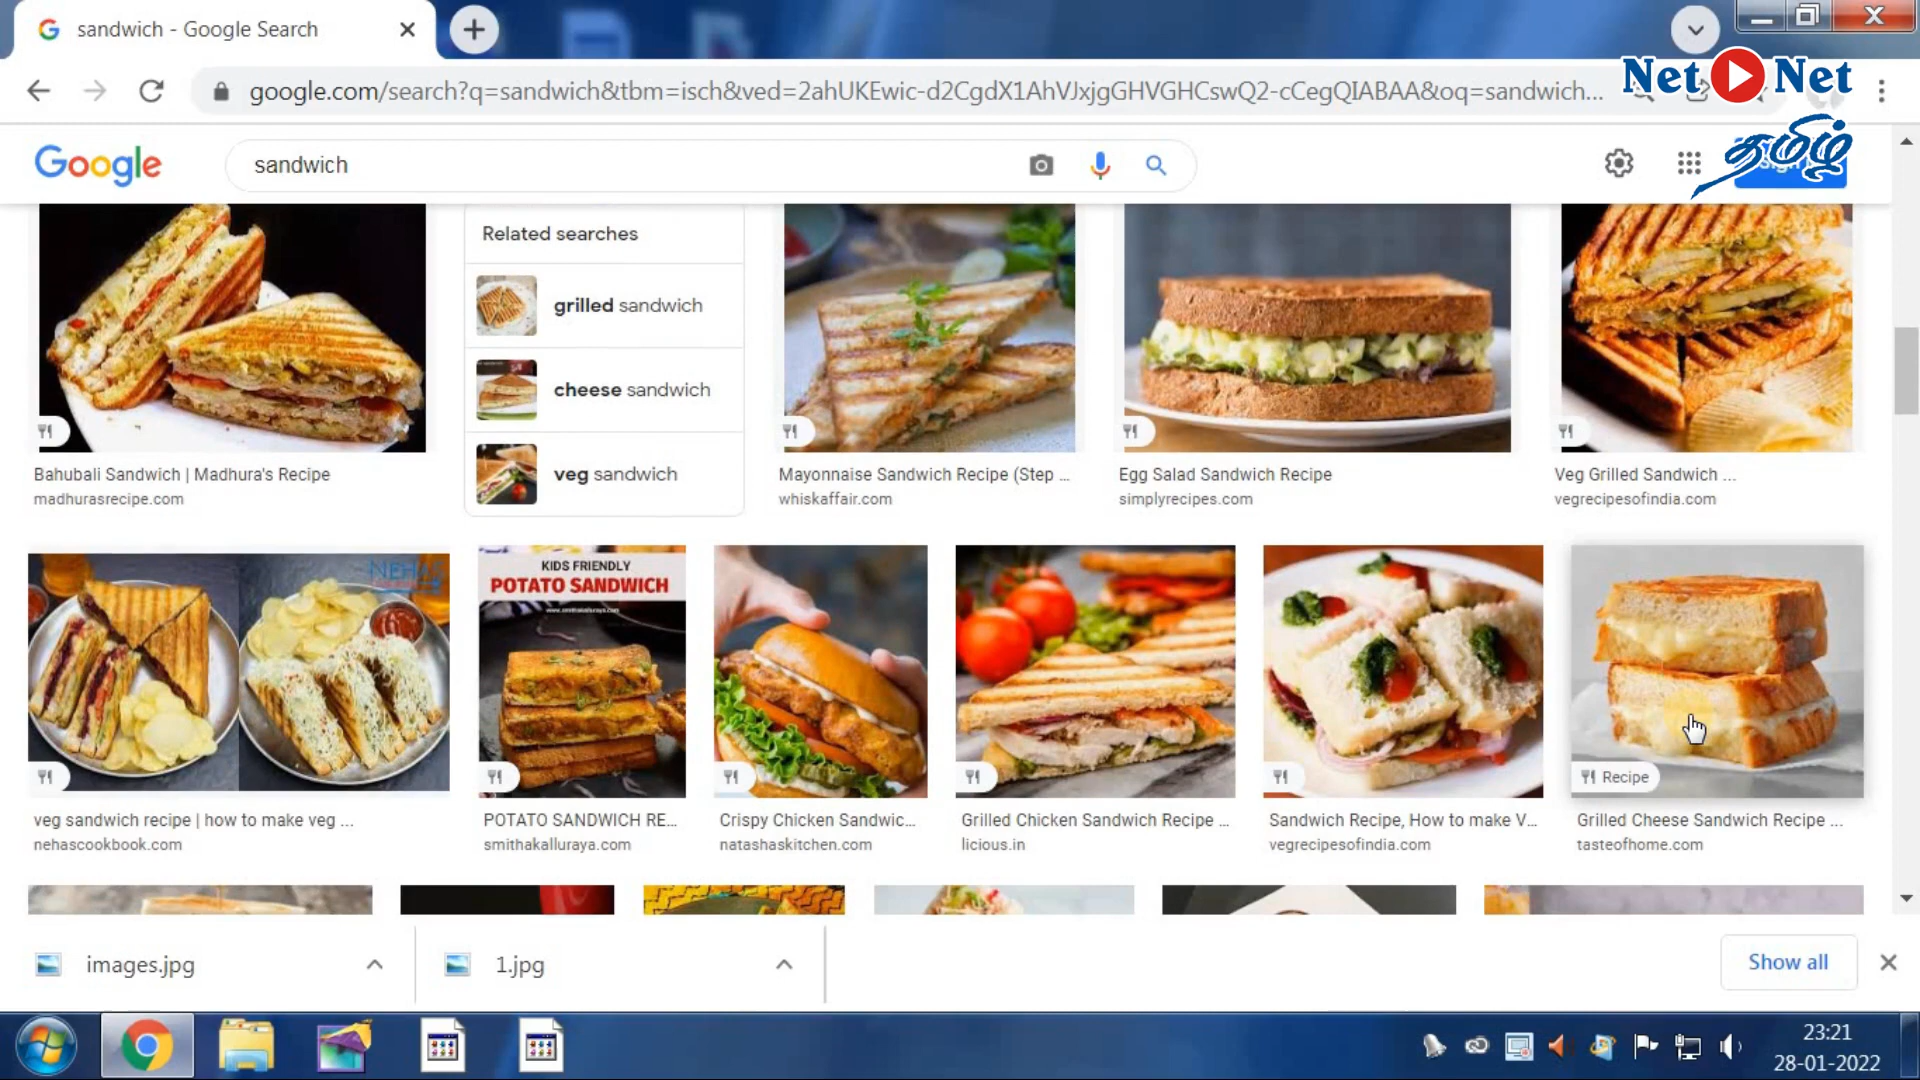 sandwich - Google Search
google.com/search?q=sandwich&tbm=isch&ved=2ahUKEwic-d2CgdX1AhVJxjgGHVGHCswQ2-cCegQIABAA&oq=sandwich...
Net Net
தமிழ்
Google
sandwich
Related searches
grilled sandwich
cheese sandwich
veg sandwich
Bahubali Sandwich | Madhura's Recipe
madhurasrecipe.com
Mayonnaise Sandwich Recipe (Step ...
whiskaffair.com
Egg Salad Sandwich Recipe
simplyrecipes.com
Veg Grilled Sandwich ...
vegrecipesofindia.com
NEHAS
KIDS FRIENDLY
POTATO SANDWICH
www.smithakalluraya.com
Recipe
veg sandwich recipe | how to make veg ...
nehascookbook.com
POTATO SANDWICH RE...
smithakalluraya.com
Crispy Chicken Sandwic...
natashaskitchen.com
Grilled Chicken Sandwich Recipe ...
licious.in
Sandwich Recipe, How to make V...
vegrecipesofindia.com
Grilled Cheese Sandwich Recipe ...
tasteofhome.com
images.jpg
1.jpg
Show all
23:21
28-01-2022